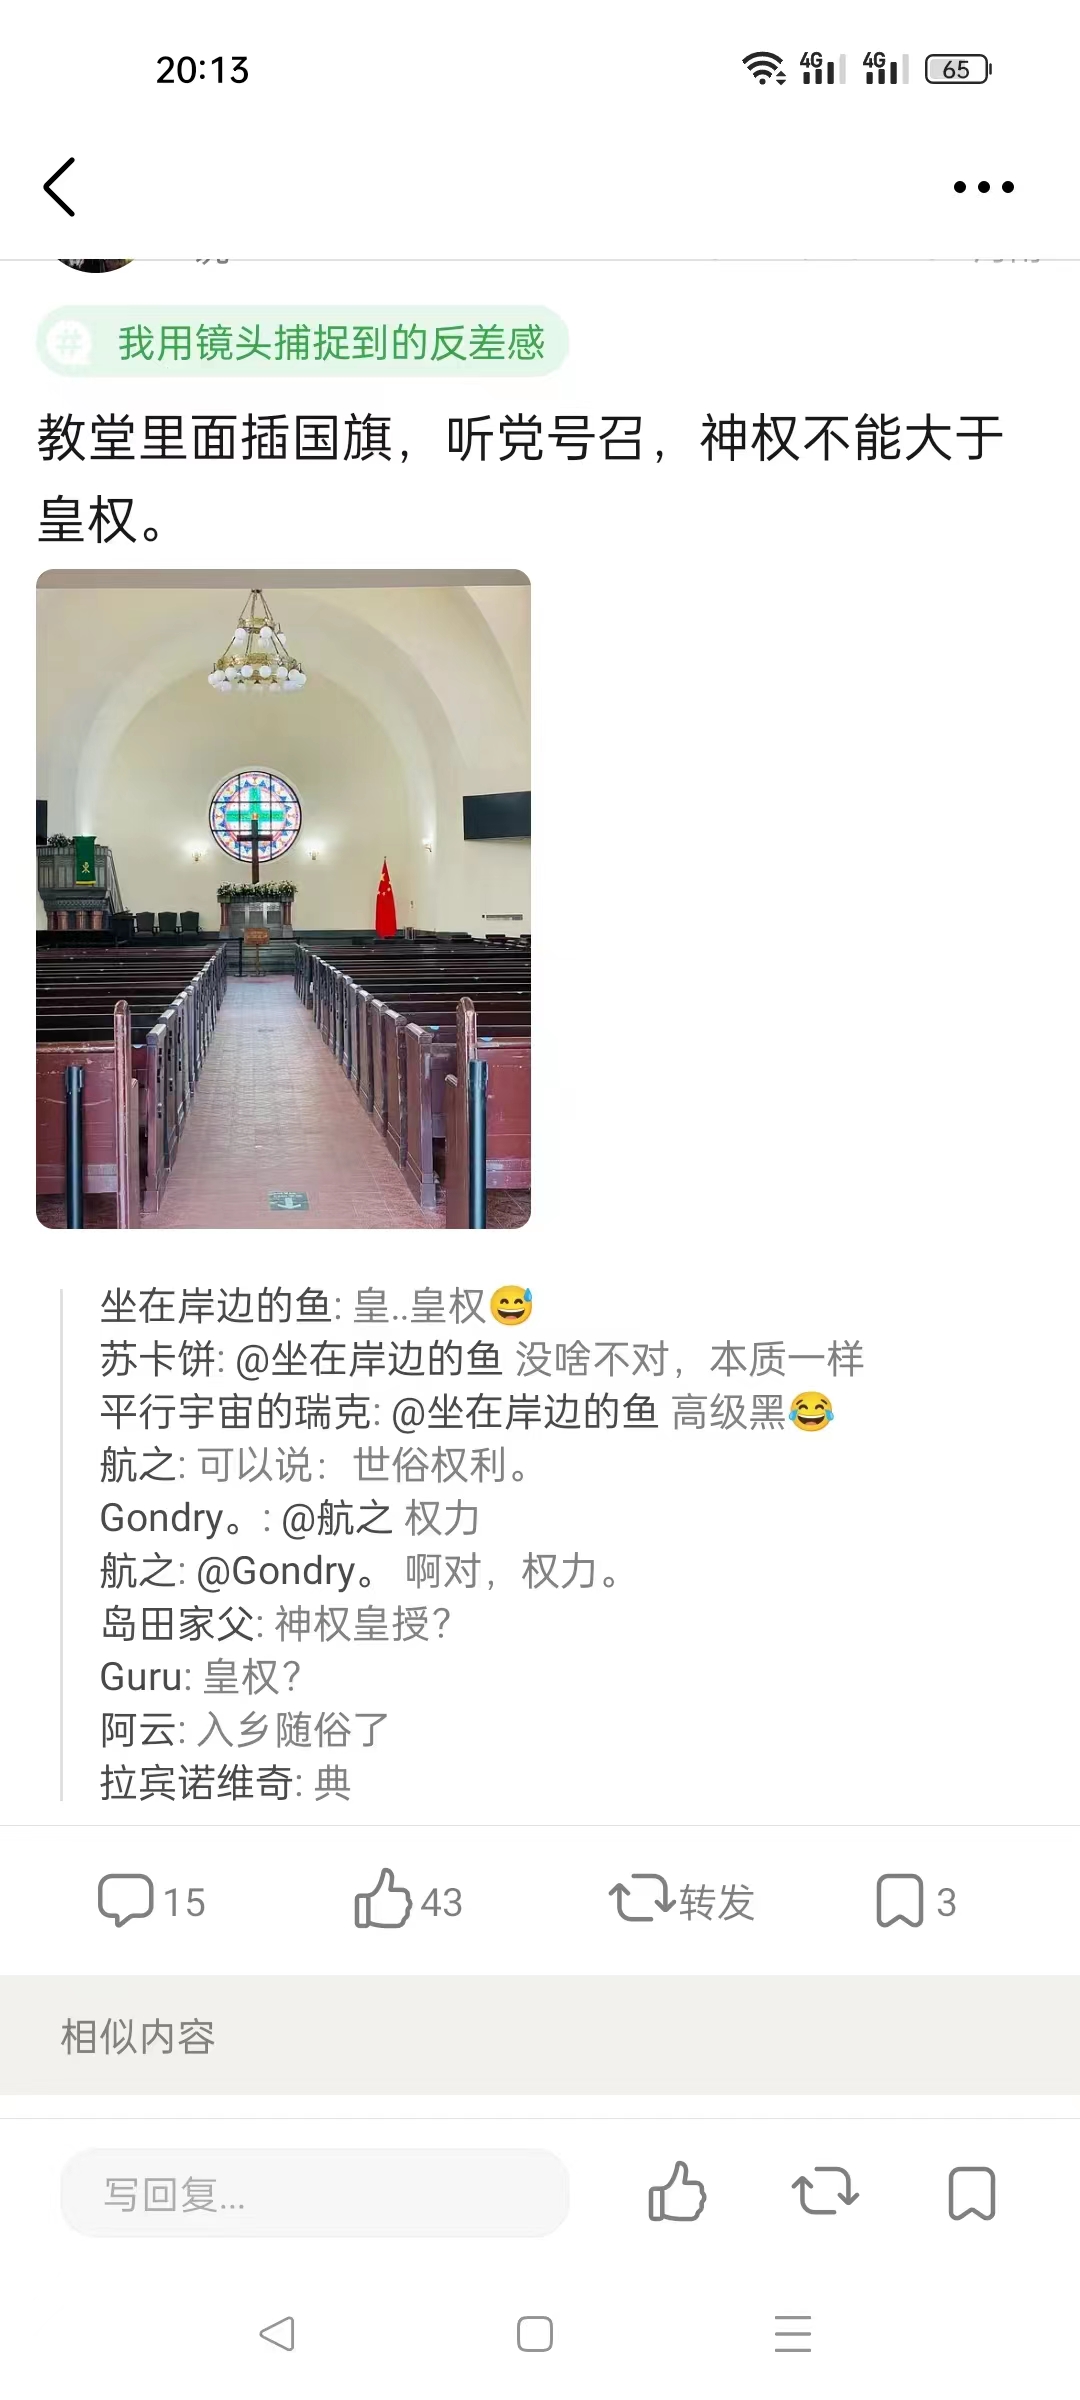 20:13
4G
4G
65
我用镜头捕捉到的反差感
教堂里面插国旗，听党号召，神权不能大于
皇权。
坐在岸边的鱼: 皇..皇权😅
苏卡饼: @坐在岸边的鱼 没啥不对，本质一样
平行宇宙的瑞克: @坐在岸边的鱼 高级黑😂
航之: 可以说：世俗权利。
Gondry。: @航之 权力
航之: @Gondry。 啊对，权力。
岛田家父: 神权皇授？
Guru: 皇权？
阿云: 入乡随俗了
拉宾诺维奇: 典
15
43
转发
3
相似内容
写回复...